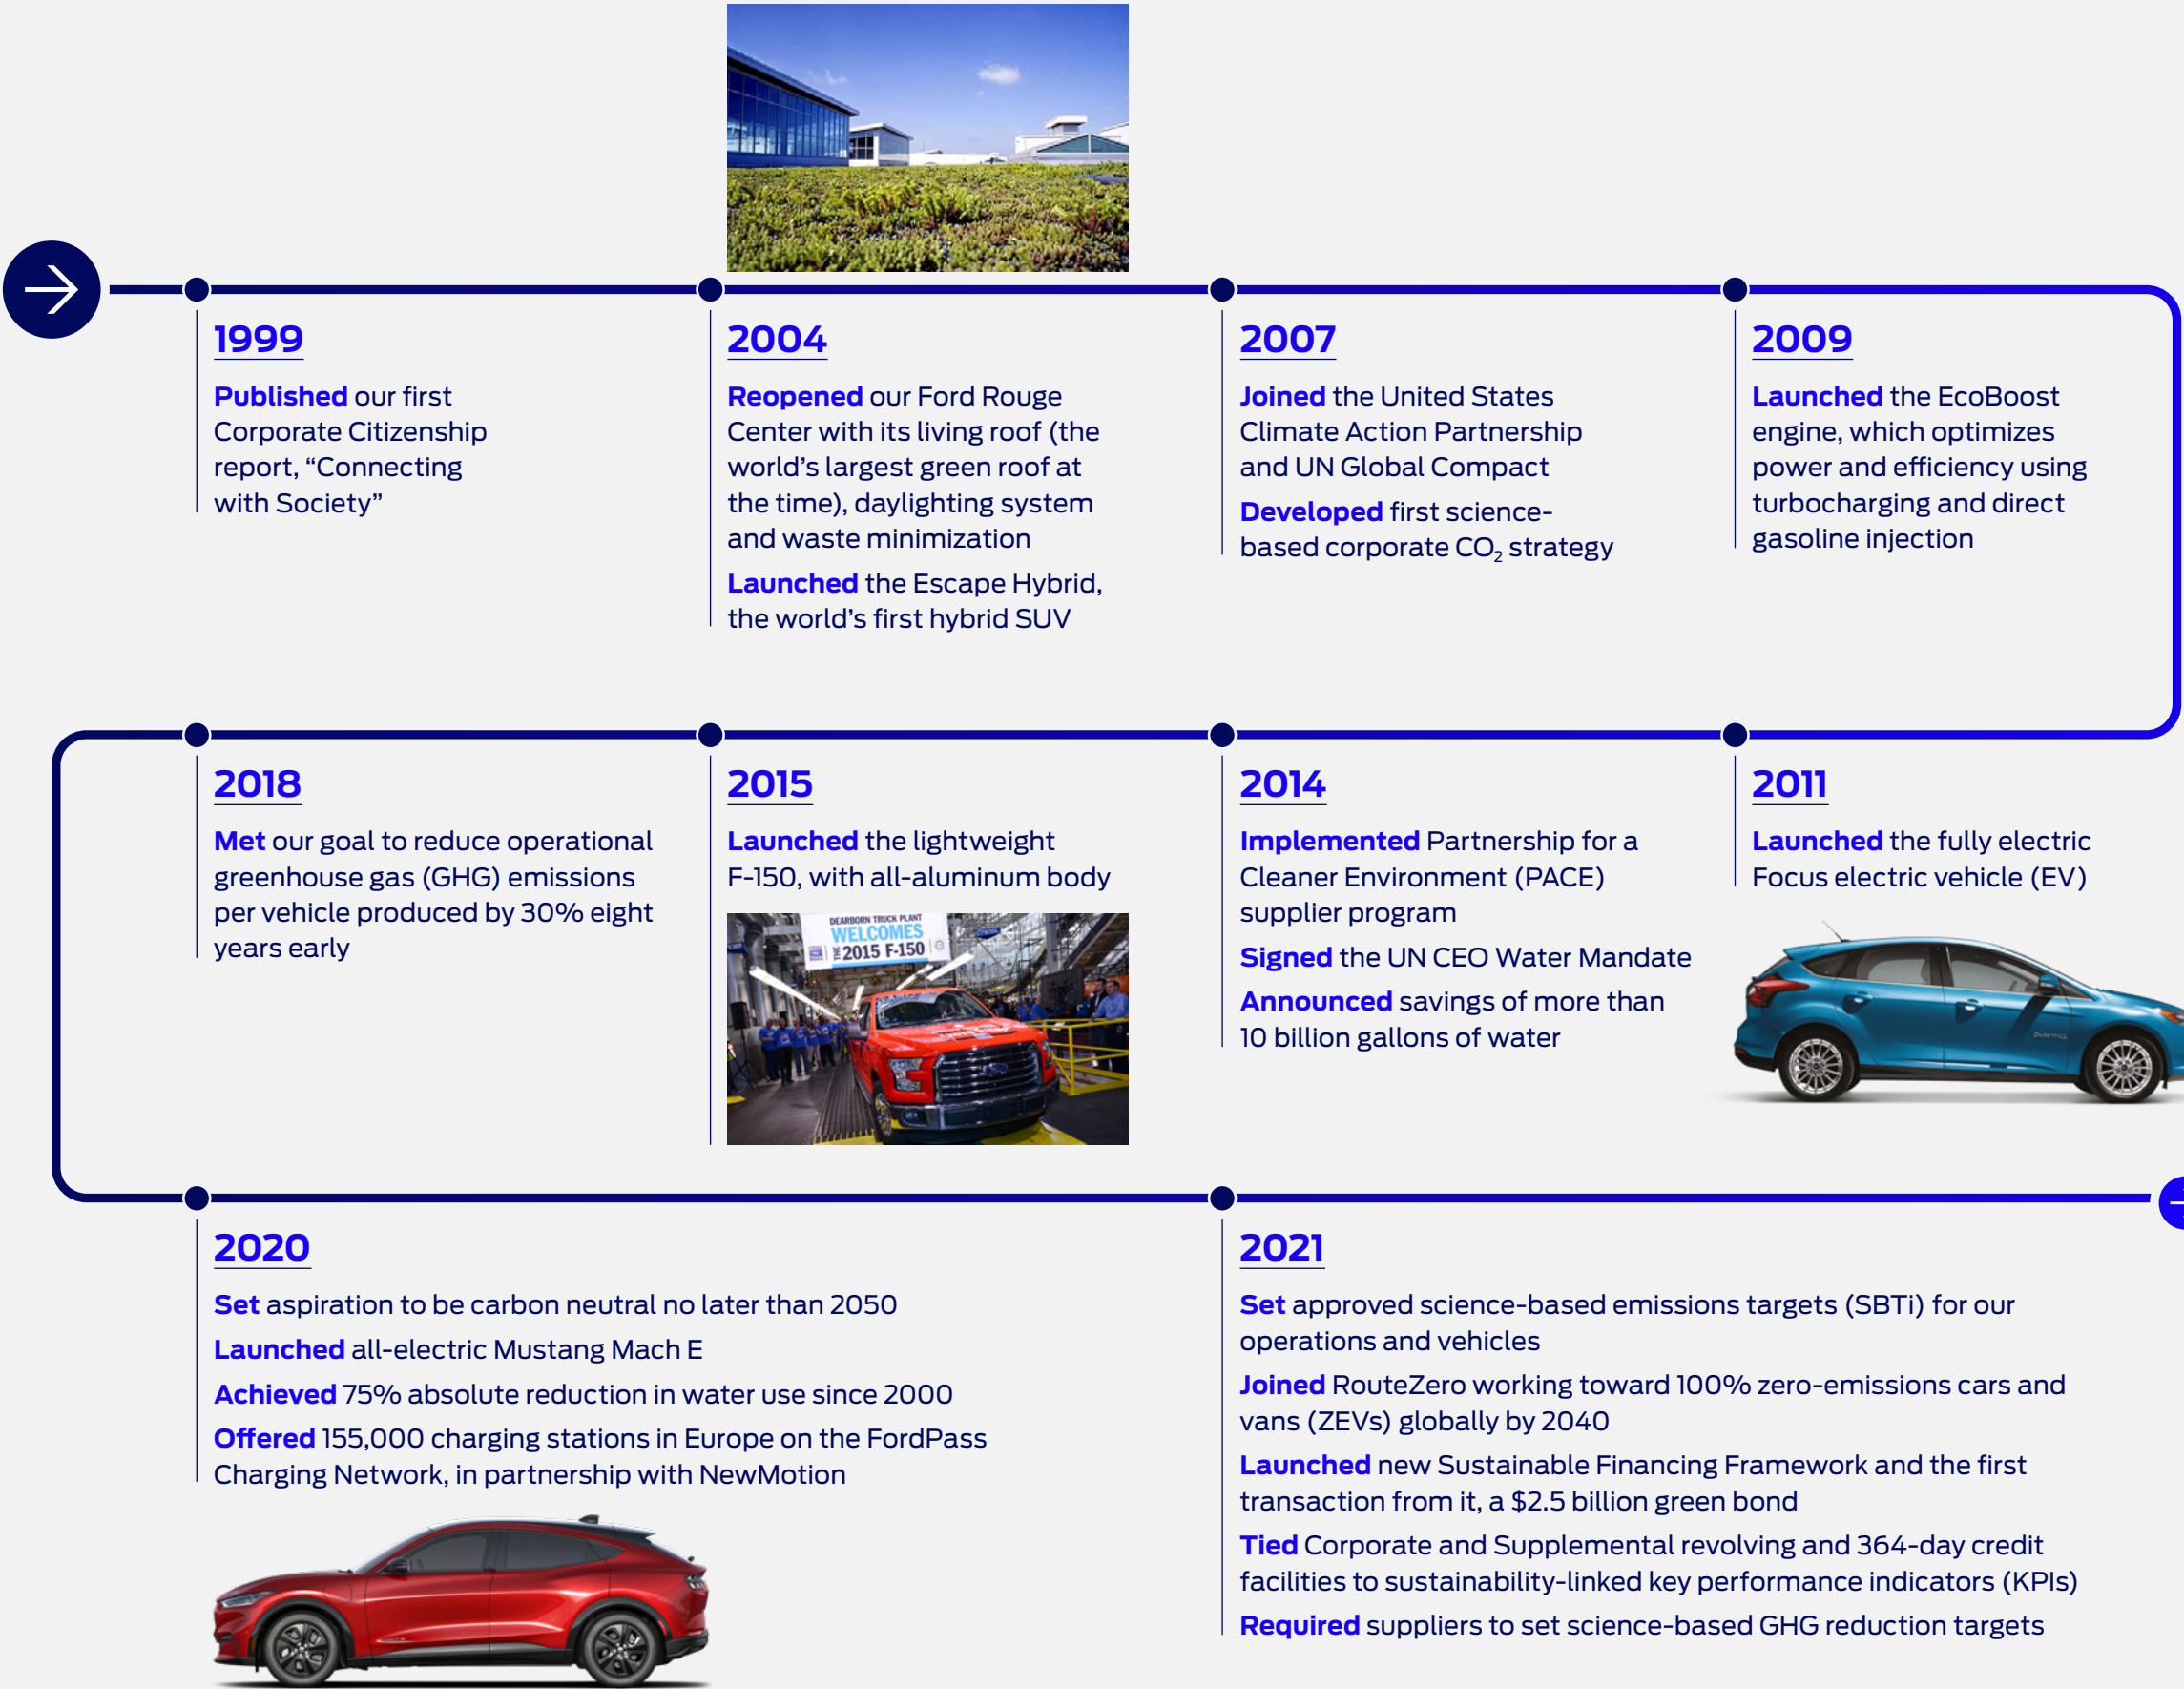 1999
Published our first
Corporate Citizenship
report, “Connecting
with Society”
2004
Reopened our Ford Rouge
Center with its living roof (the
world’s largest green roof at
the time), daylighting system
and waste minimization
Launched the Escape Hybrid,
the world’s first hybrid SUV
2007
Joined the United States
Climate Action Partnership
and UN Global Compact
Developed first science-
based corporate CO₂ strategy
2009
Launched the EcoBoost
engine, which optimizes
power and efficiency using
turbocharging and direct
gasoline injection
2011
Launched the fully electric
Focus electric vehicle (EV)
2014
Implemented Partnership for a
Cleaner Environment (PACE)
supplier program
Signed the UN CEO Water Mandate
Announced savings of more than
10 billion gallons of water
2015
Launched the lightweight
F-150, with all-aluminum body
DEARBORN TRUCK PLANT
WELCOMES
THE 2015 F-150
2018
Met our goal to reduce operational
greenhouse gas (GHG) emissions
per vehicle produced by 30% eight
years early
2020
Set aspiration to be carbon neutral no later than 2050
Launched all-electric Mustang Mach E
Achieved 75% absolute reduction in water use since 2000
Offered 155,000 charging stations in Europe on the FordPass
Charging Network, in partnership with NewMotion
2021
Set approved science-based emissions targets (SBTi) for our
operations and vehicles
Joined RouteZero working toward 100% zero-emissions cars and
vans (ZEVs) globally by 2040
Launched new Sustainable Financing Framework and the first
transaction from it, a $2.5 billion green bond
Tied Corporate and Supplemental revolving and 364-day credit
facilities to sustainability-linked key performance indicators (KPIs)
Required suppliers to set science-based GHG reduction targets